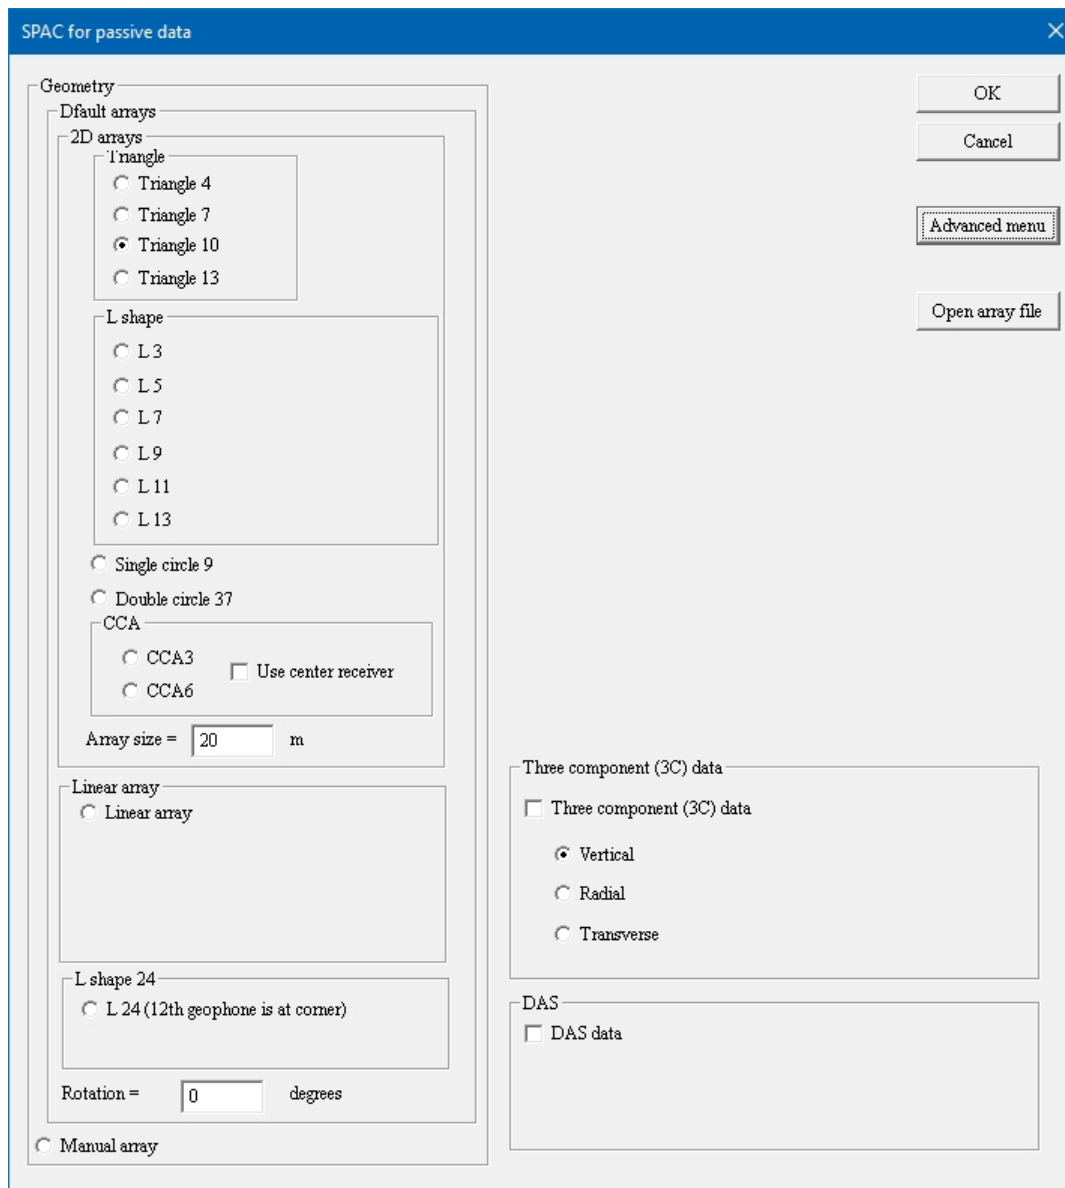 SPAC for passive data
Geometry
Dfault arrays
2D arrays
Triangle
Triangle 4
Triangle 7
Triangle 10
Triangle 13
L shape
L 3
L 5
L 7
L 9
L 11
L 13
Single circle 9
Double circle 37
CCA
CCA3
CCA6
Use center receiver
Array size = 20 m
Linear array
Linear array
L shape 24
L 24 (12th geophone is at corner)
Rotation = 0 degrees
Manual array
OK
Cancel
Advanced menu
Open array file
Three component (3C) data
Three component (3C) data
Vertical
Radial
Transverse
DAS
DAS data